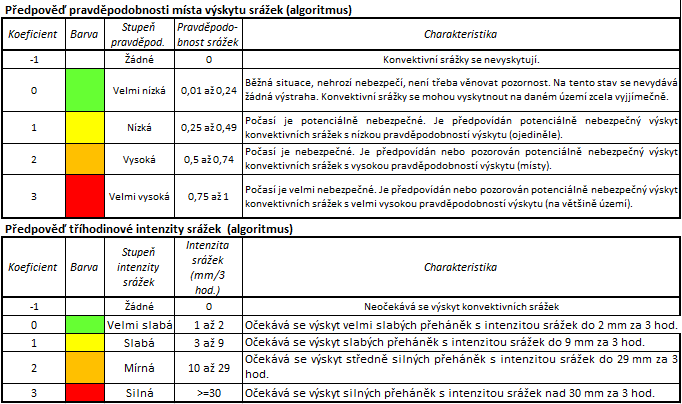 Předpověď pravděpodobnosti místa výskytu srážek (algoritmus)
Koeficient Barva Stupeň pravděpod. Pravděpodo-bnost srážek Charakteristika
-1 Žádné 0 Konvektivní srážky se nevyskytují.
0 Velmi nízká 0,01 až 0,24 Běžná situace, nehrozí nebezpečí, není třeba věnovat pozornost. Na tento stav se nevydává
žádná výstraha. Konvektivní srážky se mohou vyskytnout na daném území zcela vyjjímečně.
1 Nízká 0,25 až 0,49 Počasí je potenciálně nebezpečné. Je předpovídán potenciálně nebezpečný výskyt
konvektivních srážek s nízkou pravděpodobností výskytu (ojediněle).
2 Vysoká 0,5 až 0,74 Počasí je nebezpečné. Je předpovídán nebo pozorován potenciálně nebezpečný výskyt
konvektivních srážek s vysokou pravděpodobností výskytu (místy).
3 Velmi vysoká 0,75 až 1 Počasí je velmi nebezpečné. Je předpovídán nebo pozorován potenciálně nebezpečný výskyt
konvektivních srážek s velmi vysokou pravděpodobností výskytu (na většině území).
Předpověď tříhodinové intenzity srážek (algoritmus)
Koeficient Barva Stupeň intenzity srážek Intenzita srážek (mm/3 hod.) Charakteristika
-1 Žádné 0 Neočekává se výskyt konvektivních srážek
0 Velmi slabá 1 až 2 Očekává se výskyt velmi slabých přeháněk s intenzitou srážek do 2 mm za 3 hod.
1 Slabá 3 až 9 Očekává se výskyt slabých přeháněk s intenzitou srážek do 9 mm za 3 hod.
2 Mírná 10 až 29 Očekává se výskyt středně silných přeháněk s intenzitou srážek do 29 mm za 3
hod.
3 Silná >=30 Očekává se výskyt silných přeháněk s intenzitou srážek nad 30 mm za 3 hod.